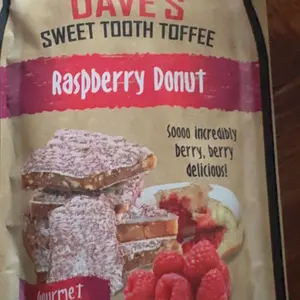 DAVE'S
SWEET TOOTH TOFFEE
Raspberry Donut
Soooo incredibly
berry, berry
delicious!
Gourmet